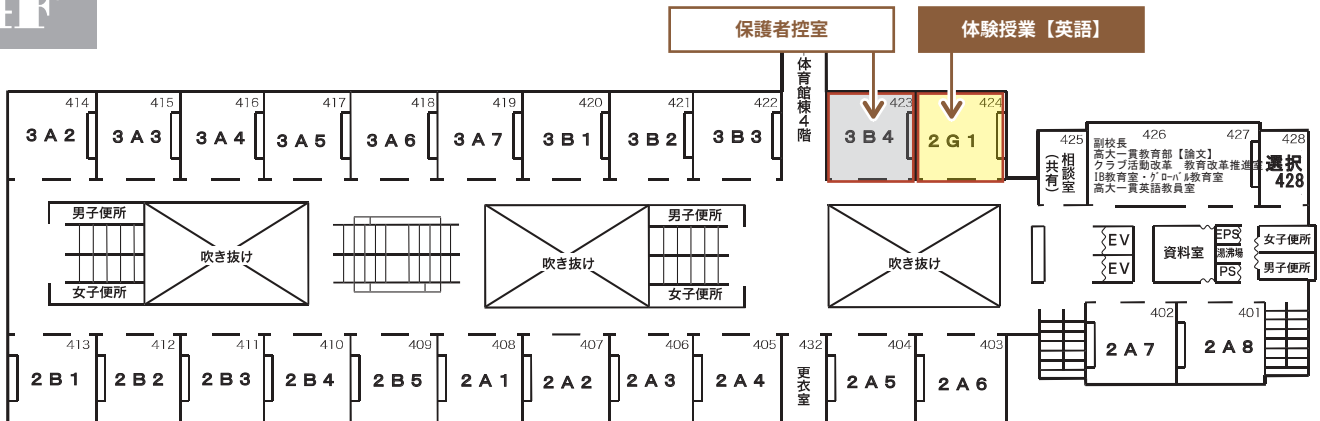 4F
保護者控室
体験授業【英語】
体育館棟4階
414 415 416 417 418 419 420 421 422 423 424
3A2 3A3 3A4 3A5 3A6 3A7 3B1 3B2 3B3 3B4 2G1
425 426 427 428
相談室
(共有)
副校長
高大一貫教育部【論文】
クラブ活動改革 教育改革推進室
IB教育室・グローバル教育室
高大一貫英語教員室
選択
428
男子便所 男子便所
吹き抜け 吹き抜け 吹き抜け
女子便所 女子便所
EV
EV
資料室
EPS
湯沸場
PS
女子便所
男子便所
413 412 411 410 409 408 407 406 405 432 404 403 402 401
2B1 2B2 2B3 2B4 2B5 2A1 2A2 2A3 2A4 更衣室 2A5 2A6 2A7 2A8